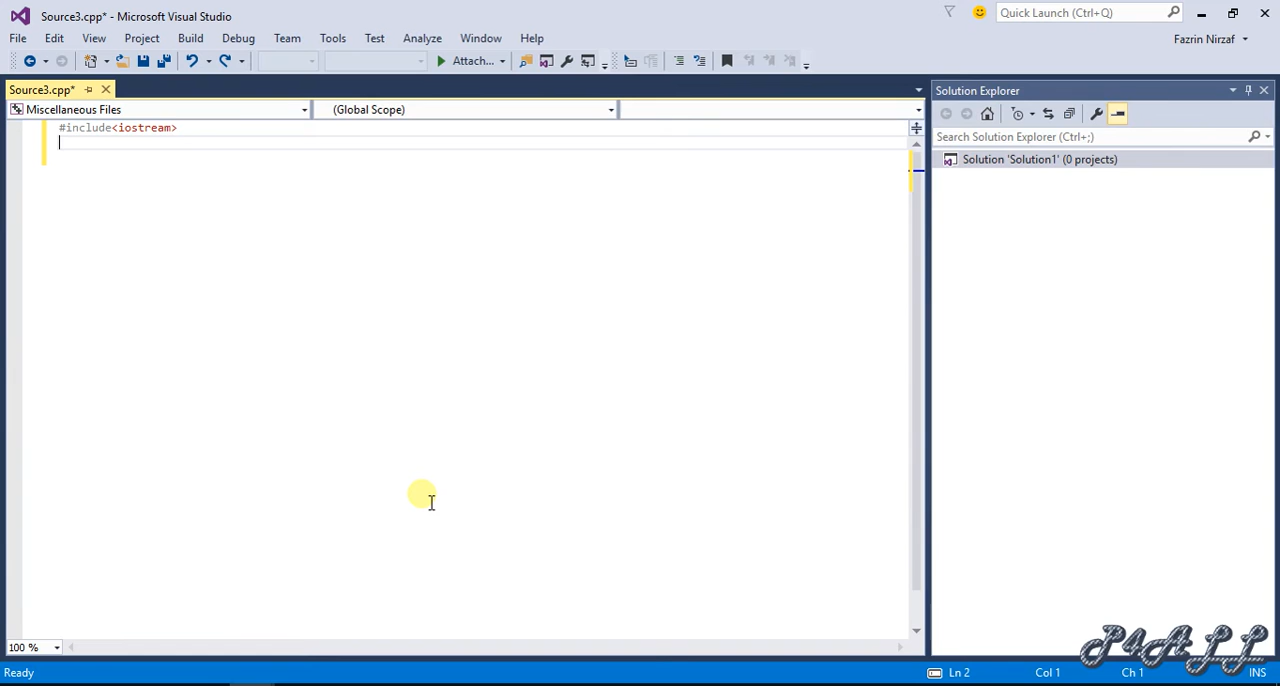 Source3.cpp* - Microsoft Visual Studio
Quick Launch (Ctrl+Q)
File Edit View Project Build Debug Team Tools Test Analyze Window Help
Fazrin Nirzaf
Attach...
Source3.cpp*
Solution Explorer
Miscellaneous Files
(Global Scope)
#include<iostream>
Search Solution Explorer (Ctrl+;)
Solution 'Solution1' (0 projects)
100 %
P4ALL
Ready
Ln 2
Col 1
Ch 1
INS